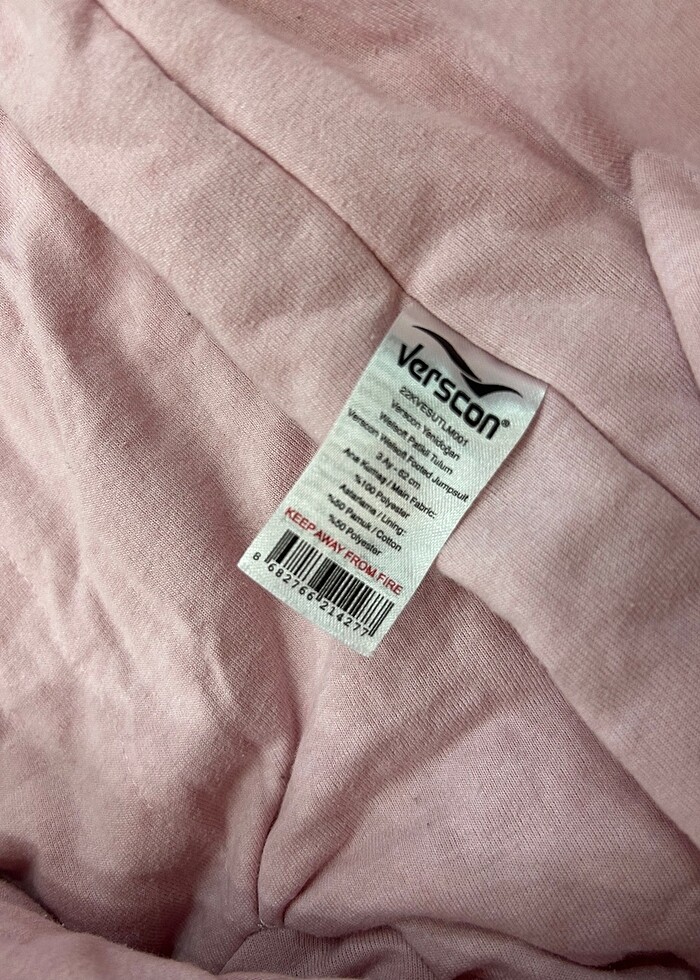 Verscon®
22KVESUTLM001
Verscon Yenidoğan
Welsoft Patikli Tulum
Verscon Welsoft Footed Jumpsuit
3 Ay - 62 cm
Ana Kumaş / Main Fabric:
%100 Polyester
Astarlama / Lining:
%50 Pamuk / Cotton
%50 Polyester
KEEP AWAY FROM FIRE
8 682766 214277